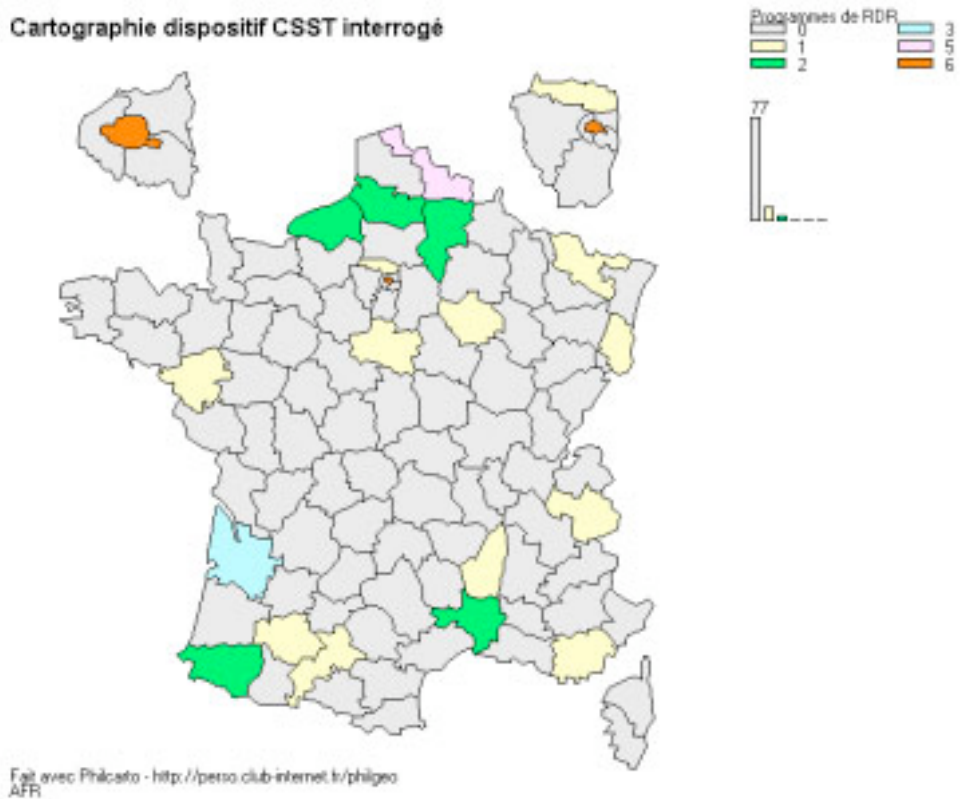 Cartographie dispositif CSST interrogé
Programmes de RDR
0 3
1 5
2 6
77
Fait avec Philcarto - http://perso.club-internet.fr/philgeo
AFR